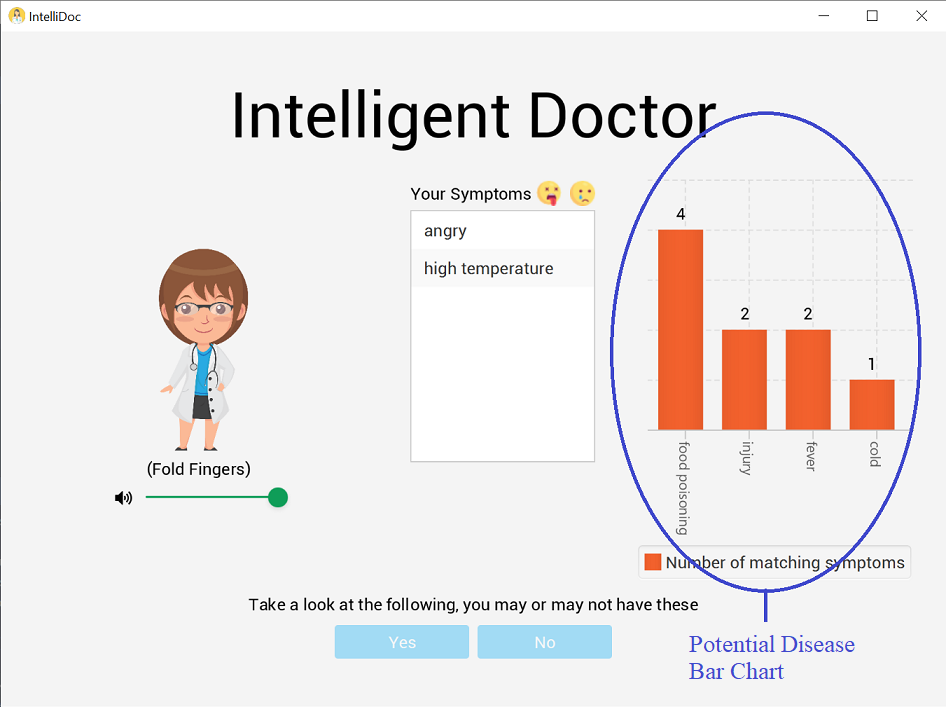 IntelliDoc
Intelligent Doctor
Your Symptoms
angry
high temperature
(Fold Fingers)
4
2
2
1
food poisoning
injury
fever
cold
Number of matching symptoms
Take a look at the following, you may or may not have these
Yes
No
Potential Disease
Bar Chart